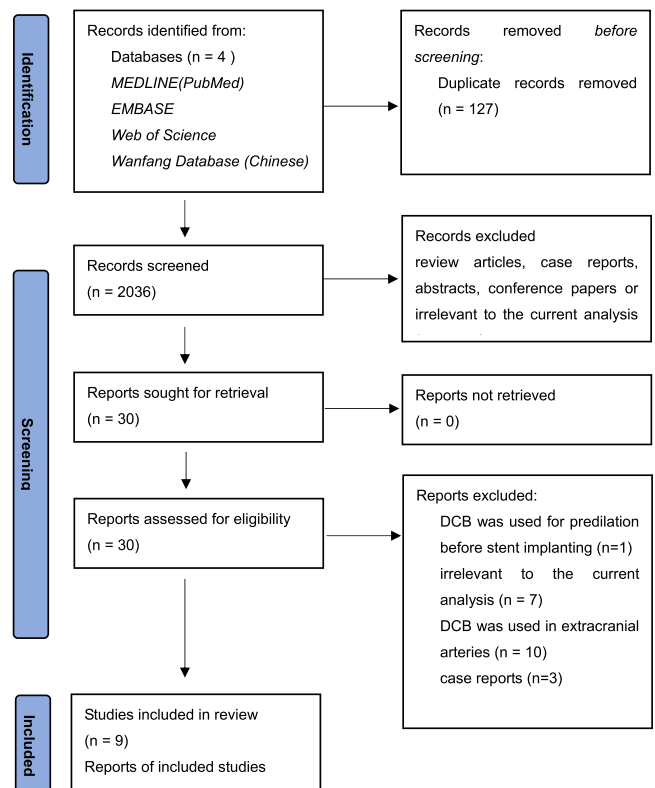 Identification
Records identified from:
Databases (n = 4 )
MEDLINE(PubMed)
EMBASE
Web of Science
Wanfang Database (Chinese)
Records removed before
screening:
Duplicate records removed
(n = 127)
Screening
Records screened
(n = 2036)
Records excluded
review articles, case reports,
abstracts, conference papers or
irrelevant to the current analysis
Reports sought for retrieval
(n = 30)
Reports not retrieved
(n = 0)
Reports assessed for eligibility
(n = 30)
Reports excluded:
DCB was used for predilation
before stent implanting (n=1)
irrelevant to the current
analysis (n = 7)
DCB was used in extracranial
arteries (n = 10)
case reports (n=3)
Included
Studies included in review
(n = 9)
Reports of included studies